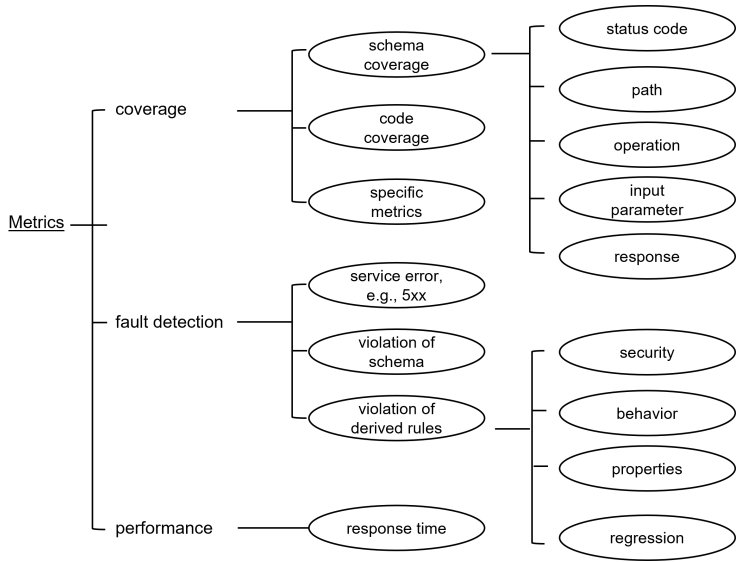 Metrics
coverage
schema
coverage
status code
path
operation
input
parameter
response
code
coverage
specific
metrics
fault detection
service error,
e.g., 5xx
violation of
schema
violation of
derived rules
security
behavior
properties
regression
performance
response time